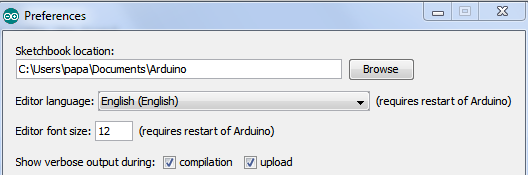 Preferences
Sketchbook location:
C:\Users\papa\Documents\Arduino Browse
Editor language: English (English) (requires restart of Arduino)
Editor font size: 12 (requires restart of Arduino)
Show verbose output during: compilation upload